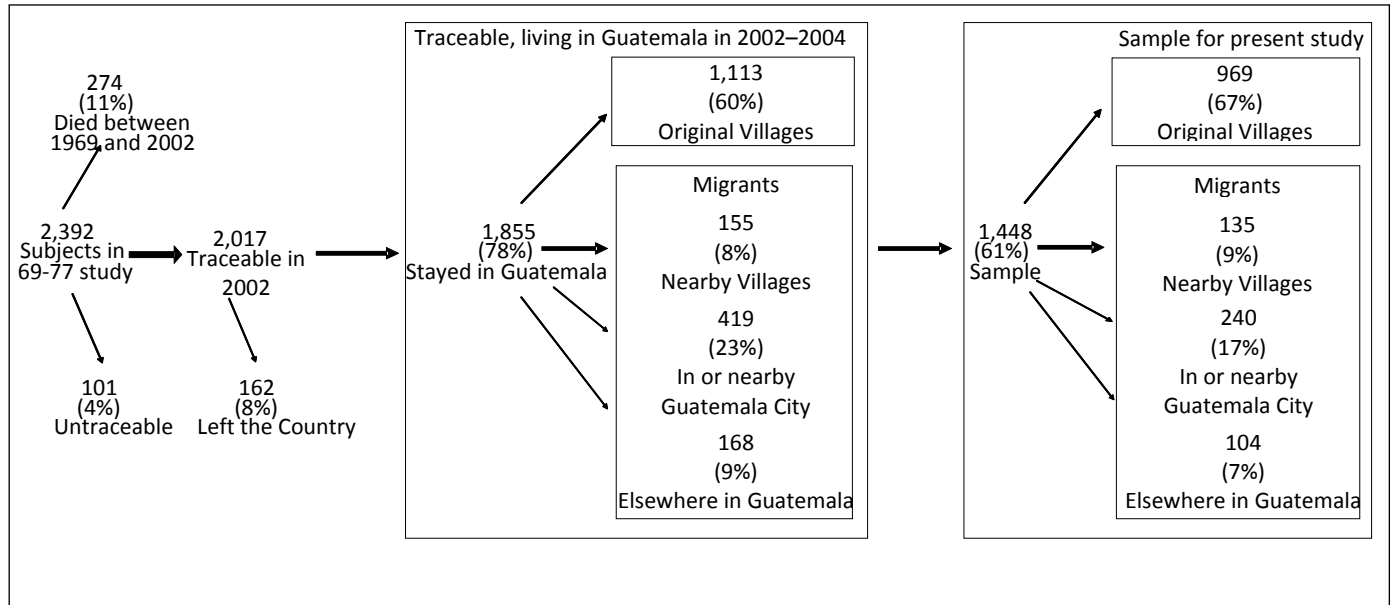 274
(11%)
Died between
1969 and 2002
2,392
Subjects in
69-77 study
2,017
Traceable in
2002
101
(4%)
Untraceable
162
(8%)
Left the Country
Traceable, living in Guatemala in 2002–2004
1,855
(78%)
Stayed in Guatemala
1,113
(60%)
Original Villages
Migrants
155
(8%)
Nearby Villages
419
(23%)
In or nearby
Guatemala City
168
(9%)
Elsewhere in Guatemala
Sample for present study
1,448
(61%)
Sample
969
(67%)
Original Villages
Migrants
135
(9%)
Nearby Villages
240
(17%)
In or nearby
Guatemala City
104
(7%)
Elsewhere in Guatemala